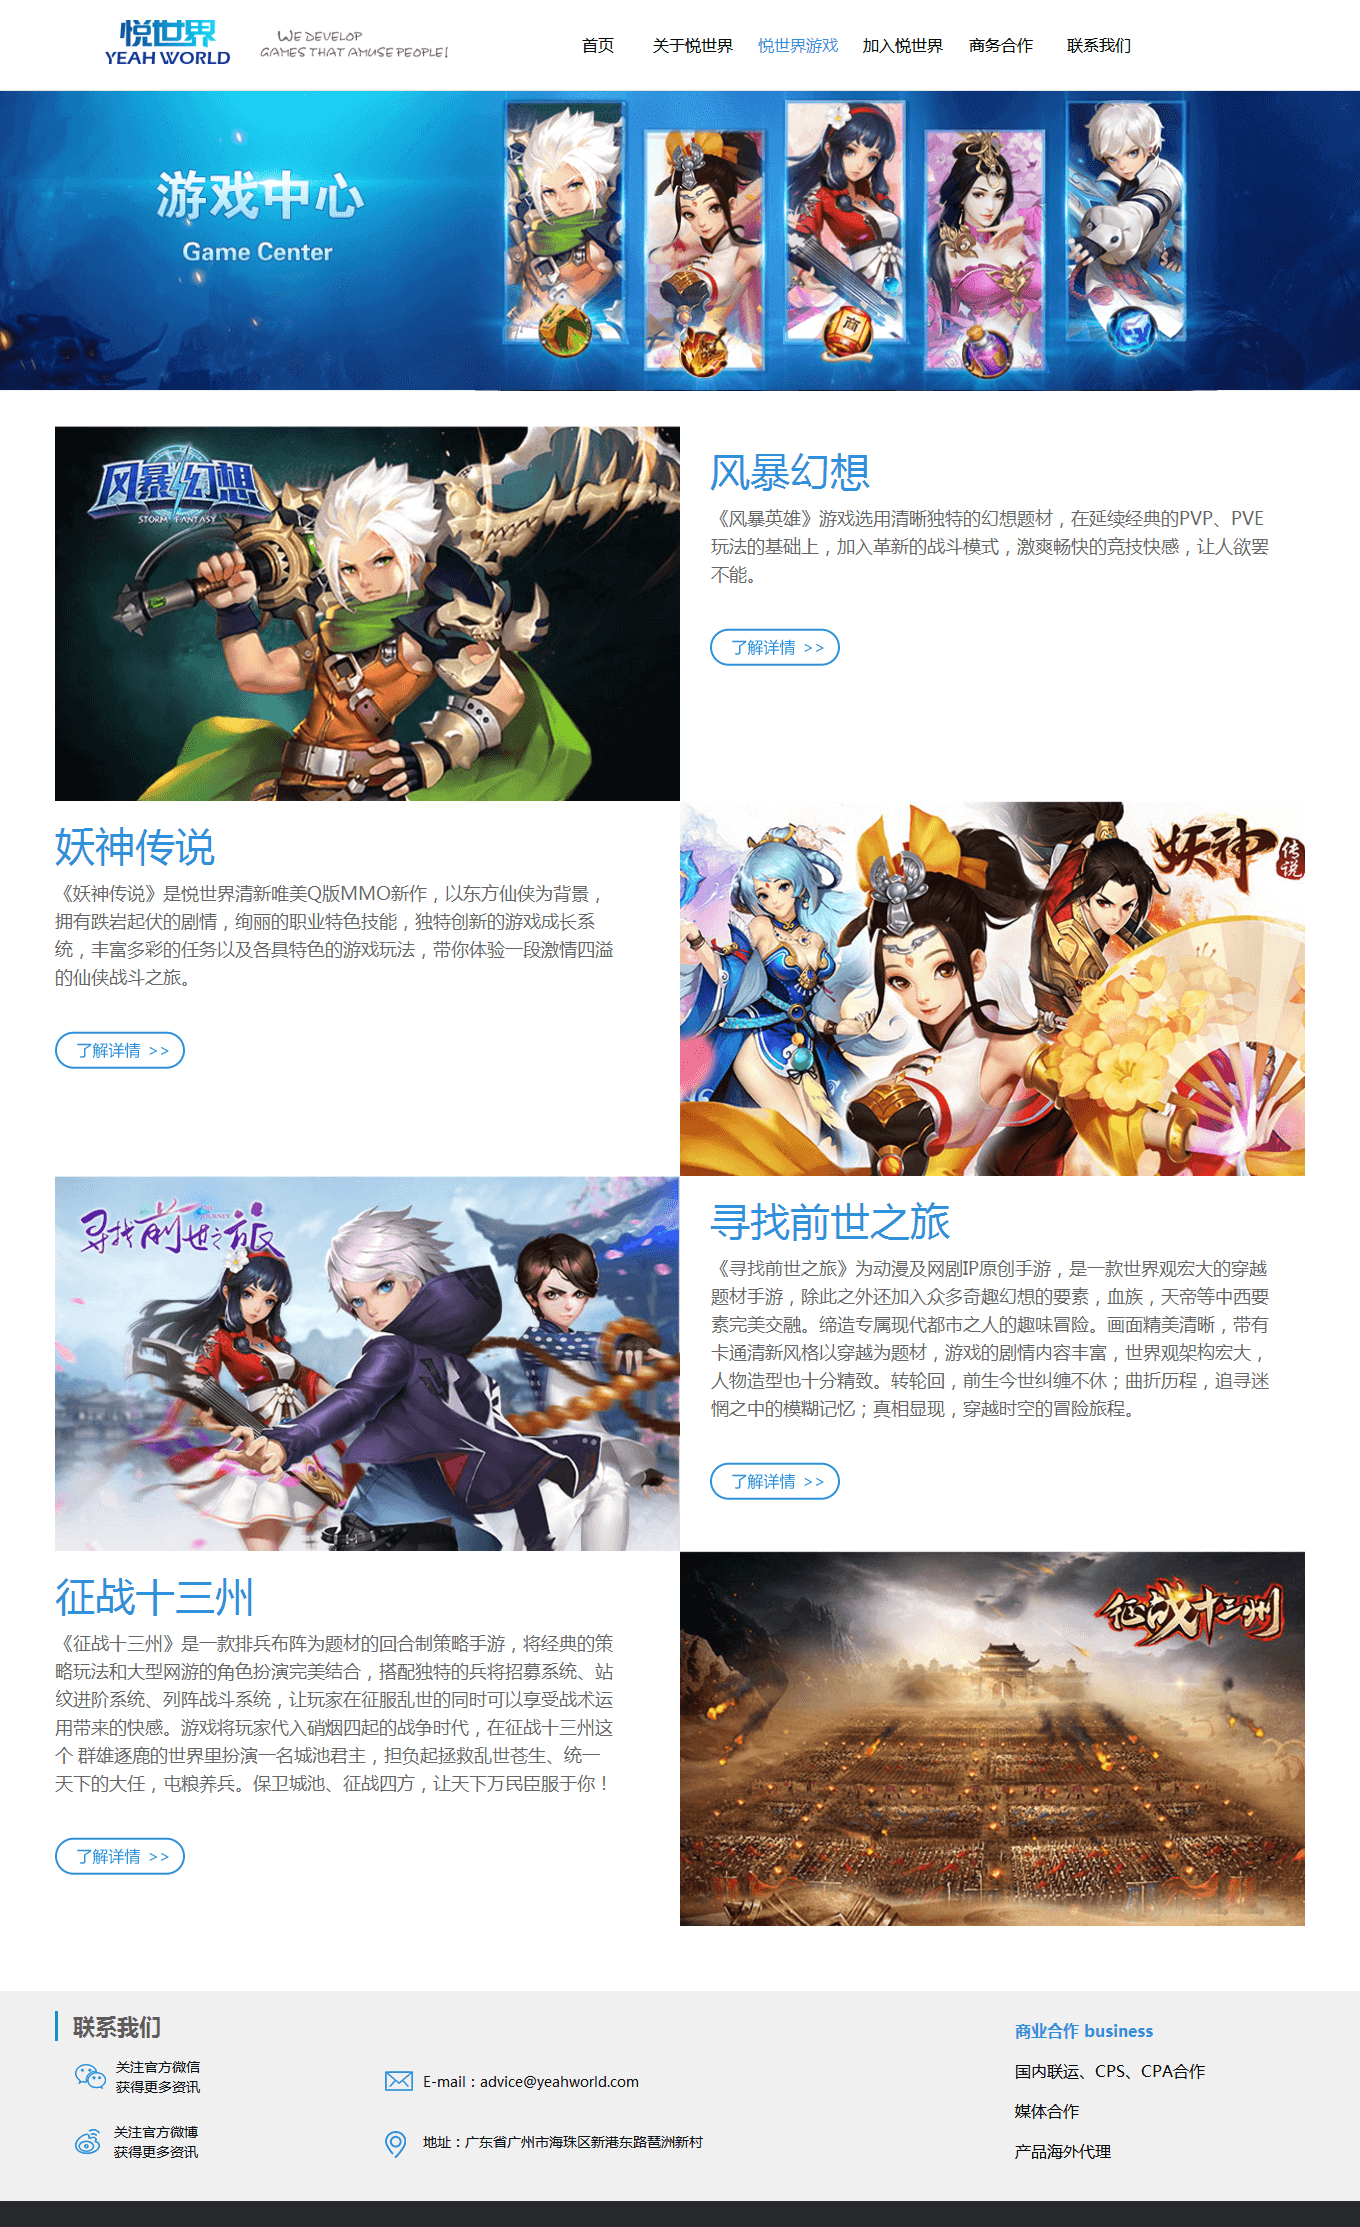 悦世界
YEAH WORLD
WE DEVELOP
GAMES THAT AMUSE PEOPLE!
首页
关于悦世界
悦世界游戏
加入悦世界
商务合作
联系我们
游戏中心
Game Center
商
风暴幻想
STORM FANTASY
风暴幻想
《风暴英雄》游戏选用清晰独特的幻想题材，在延续经典的PVP、PVE
玩法的基础上，加入革新的战斗模式，激爽畅快的竞技快感，让人欲罢
不能。
了解详情 >>
妖神传说
《妖神传说》是悦世界清新唯美Q版MMO新作，以东方仙侠为背景，
拥有跌岩起伏的剧情，绚丽的职业特色技能，独特创新的游戏成长系
统，丰富多彩的任务以及各具特色的游戏玩法，带你体验一段激情四溢
的仙侠战斗之旅。
了解详情 >>
妖神传说
寻找前世之旅
寻找前世之旅
《寻找前世之旅》为动漫及网剧IP原创手游，是一款世界观宏大的穿越
题材手游，除此之外还加入众多奇趣幻想的要素，血族，天帝等中西要
素完美交融。缔造专属现代都市之人的趣味冒险。画面精美清晰，带有
卡通清新风格以穿越为题材，游戏的剧情内容丰富，世界观架构宏大，
人物造型也十分精致。转轮回，前生今世纠缠不休；曲折历程，追寻迷
惘之中的模糊记忆；真相显现，穿越时空的冒险旅程。
了解详情 >>
征战十三州
《征战十三州》是一款排兵布阵为题材的回合制策略手游，将经典的策
略玩法和大型网游的角色扮演完美结合，搭配独特的兵将招募系统、站
纹进阶系统、列阵战斗系统，让玩家在征服乱世的同时可以享受战术运
用带来的快感。游戏将玩家代入硝烟四起的战争时代，在征战十三州这
个 群雄逐鹿的世界里扮演一名城池君主，担负起拯救乱世苍生、统一
天下的大任，屯粮养兵。保卫城池、征战四方，让天下万民臣服于你！
了解详情 >>
征战十三州
联系我们
关注官方微信
获得更多资讯
关注官方微博
获得更多资讯
E-mail：advice@yeahworld.com
地址：广东省广州市海珠区新港东路琶洲新村
商业合作 business
国内联运、CPS、CPA合作
媒体合作
产品海外代理